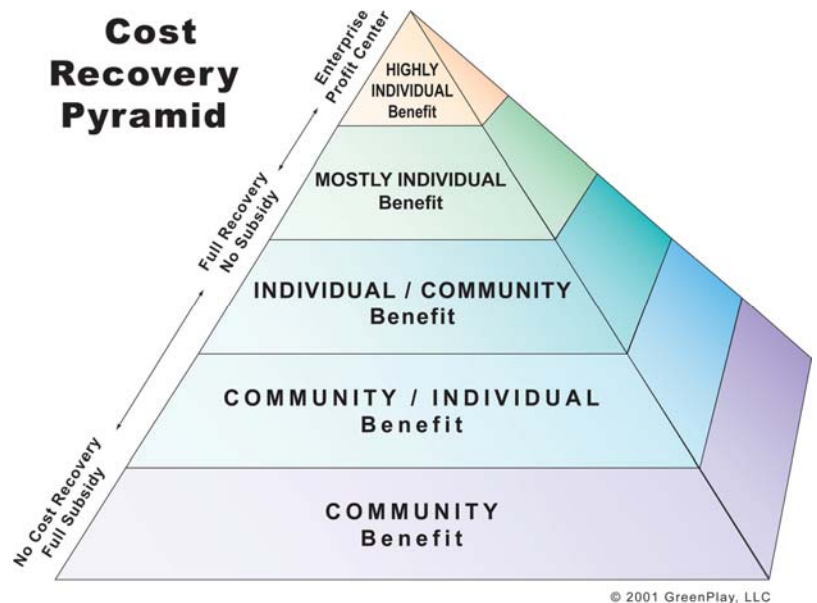 Cost
Recovery
Pyramid
Enterprise
Profit Center
Full Recovery
No Subsidy
No Cost Recovery
Full Subsidy
HIGHLY
INDIVIDUAL
Benefit
MOSTLY INDIVIDUAL
Benefit
INDIVIDUAL / COMMUNITY
Benefit
COMMUNITY / INDIVIDUAL
Benefit
COMMUNITY
Benefit
© 2001 GreenPlay, LLC